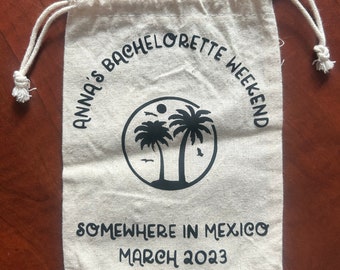 ANNA'S BACHELORETTE WEEKEND
SOMEWHERE IN MEXICO
MARCH 2023